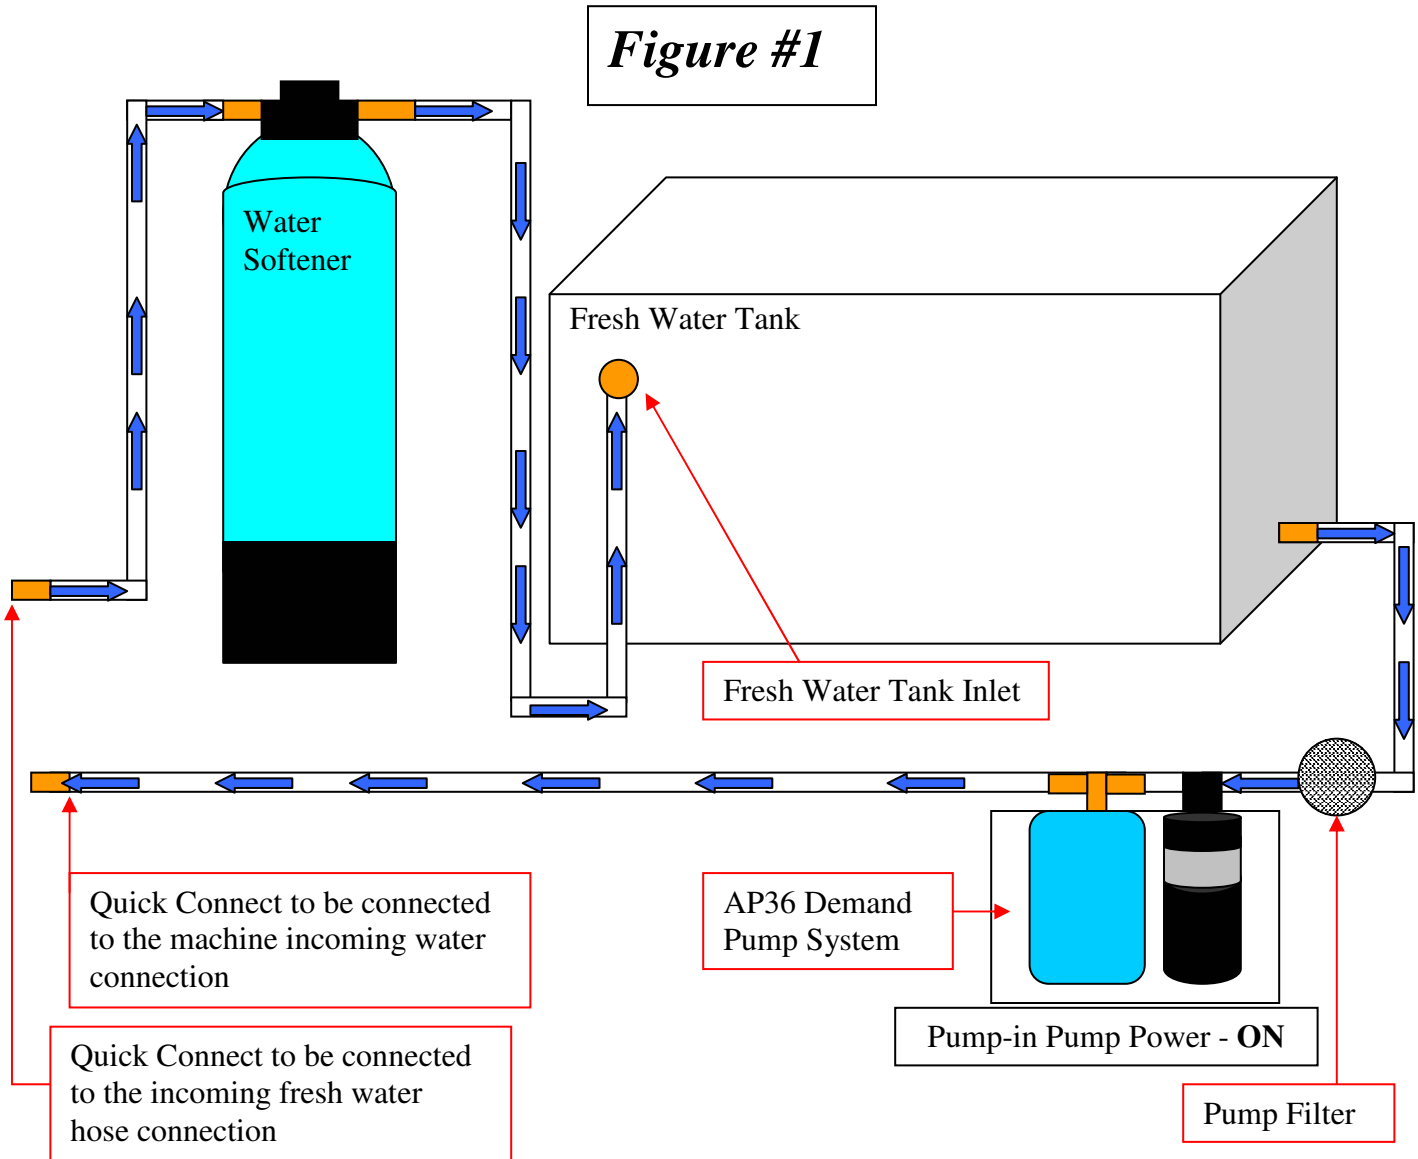 Figure #1
Water
Softener
Fresh Water Tank
Fresh Water Tank Inlet
Quick Connect to be connected
to the machine incoming water
connection
AP36 Demand
Pump System
Pump-in Pump Power - ON
Quick Connect to be connected
to the incoming fresh water
hose connection
Pump Filter